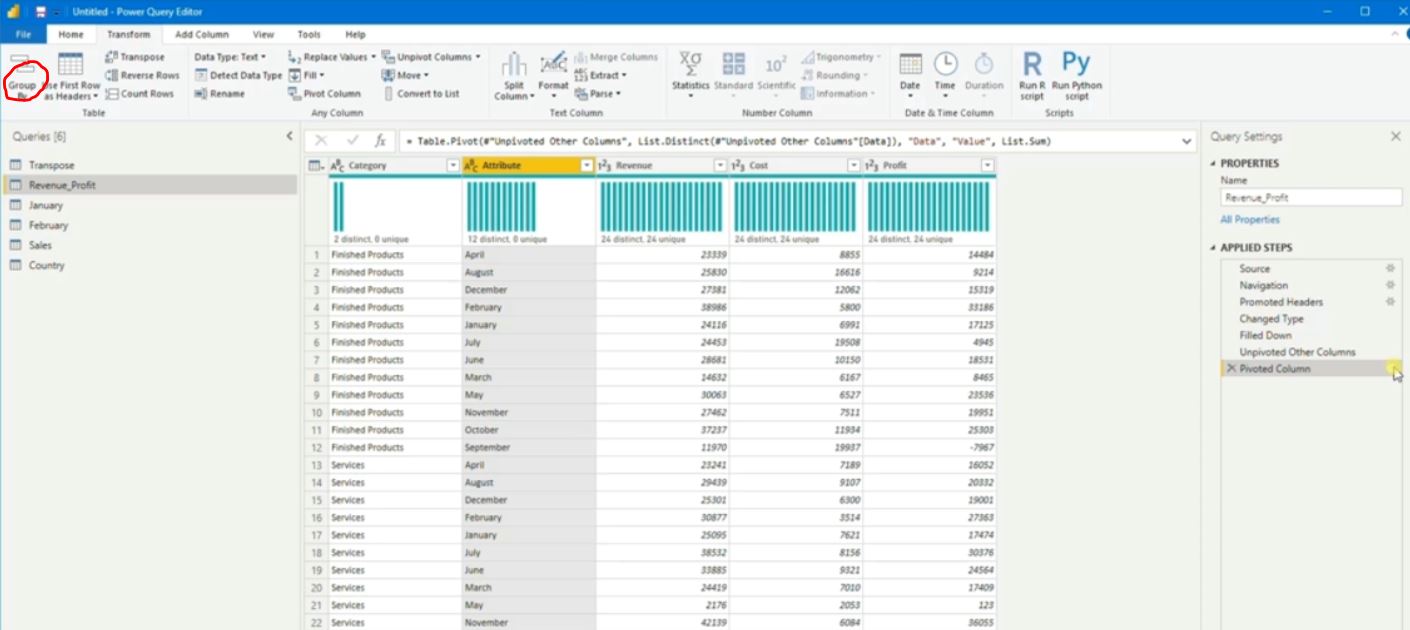 Untitled - Power Query Editor
File Home Transform Add Column View Tools Help
Group By
Use First Row as Headers
Transpose
Reverse Rows
Count Rows
Table
Data Type: Text
Detect Data Type
Rename
Replace Values
Fill
Pivot Column
Unpivot Columns
Move
Convert to List
Any Column
Split Column
Format
Merge Columns
Extract
Parse
Text Column
Statistics
Standard
Scientific
Trigonometry
Rounding
Information
Number Column
Date
Time
Duration
Date & Time Column
Run R script
Run Python script
Scripts
Queries [6]
Transpose
Revenue_Profit
January
February
Sales
Country
= Table.Pivot(#"Unpivoted Other Columns", List.Distinct(#"Unpivoted Other Columns"[Data]), "Data", "Value", List.Sum)
Category Attribute Revenue Cost Profit
2 distinct, 0 unique 12 distinct, 0 unique 24 distinct, 24 unique 24 distinct, 24 unique 24 distinct, 24 unique
1 Finished Products April 23339 8855 14484
2 Finished Products August 25830 16616 9214
3 Finished Products December 27381 12062 15319
4 Finished Products February 38986 5800 33186
5 Finished Products January 24116 6991 17125
6 Finished Products July 24453 19508 4945
7 Finished Products June 28681 10150 18531
8 Finished Products March 14632 6167 8465
9 Finished Products May 30063 6527 23536
10 Finished Products November 27462 7511 19951
11 Finished Products October 37237 11934 25303
12 Finished Products September 11970 19937 -7967
13 Services April 23241 7189 16052
14 Services August 29439 9107 20332
15 Services December 25301 6300 19001
16 Services February 30877 3514 27363
17 Services January 25095 7621 17474
18 Services July 38532 8156 30376
19 Services June 33885 9321 24564
20 Services March 24419 7010 17409
21 Services May 2176 2053 123
22 Services November 42139 6084 36055
Query Settings
PROPERTIES
Name
Revenue_Profit
All Properties
APPLIED STEPS
Source
Navigation
Promoted Headers
Changed Type
Filled Down
Unpivoted Other Columns
Pivoted Column